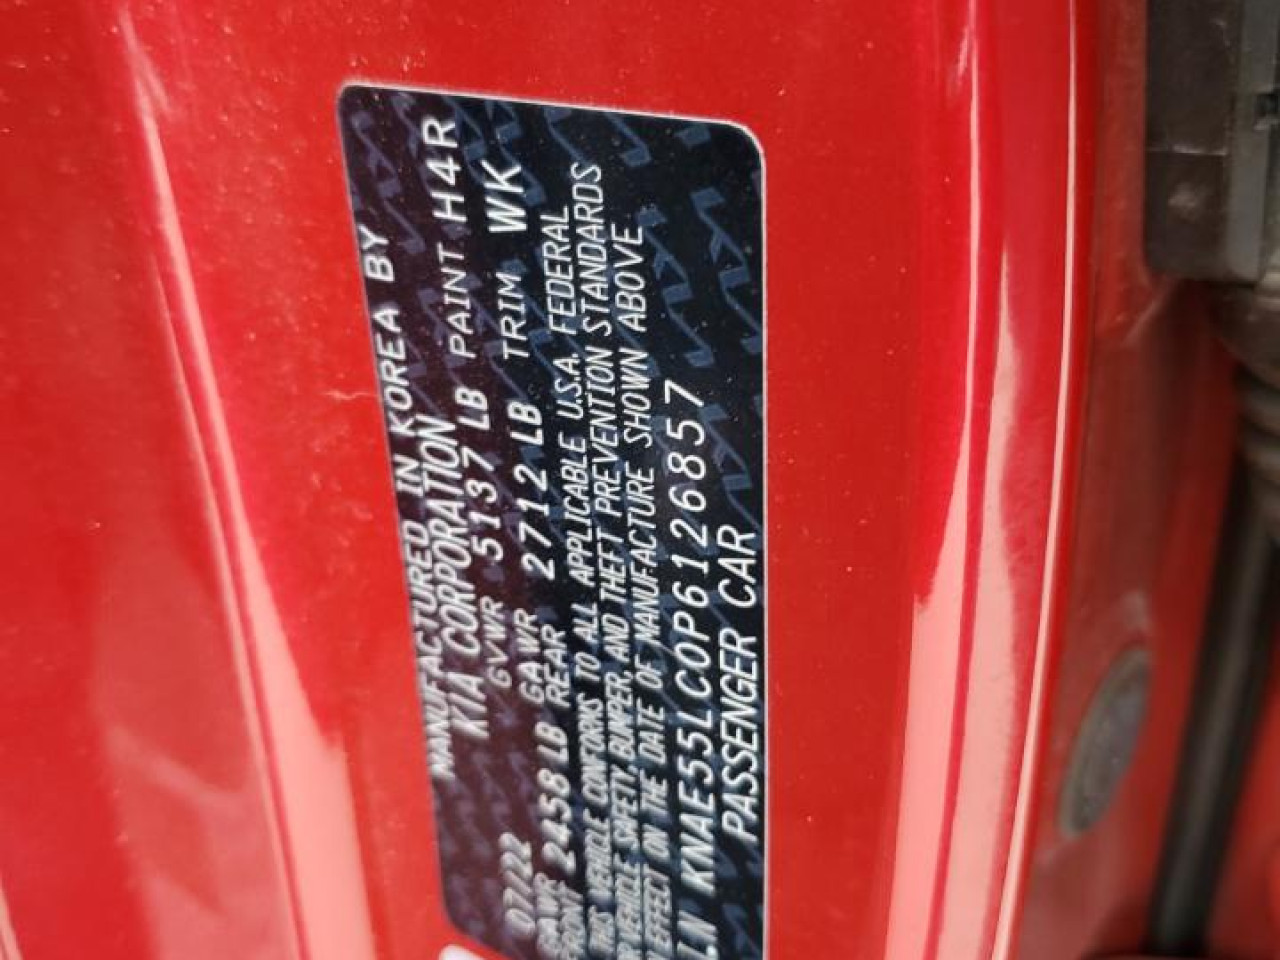 MANUFACTURED IN KOREA BY
KIA CORPORATION
07/22 GVWR 5137 LB PAINT H4R
GAWR FRONT 2458 LB GAWR REAR 2712 LB TRIM WK
THIS VEHICLE CONFORMS TO ALL APPLICABLE U.S.A. FEDERAL
VEHICLE SAFETY, BUMPER, AND THEFT PREVENTION STANDARDS
EFFECT ON THE DATE OF MANUFACTURE SHOWN ABOVE.
KNAE55LC0P6126857
PASSENGER CAR